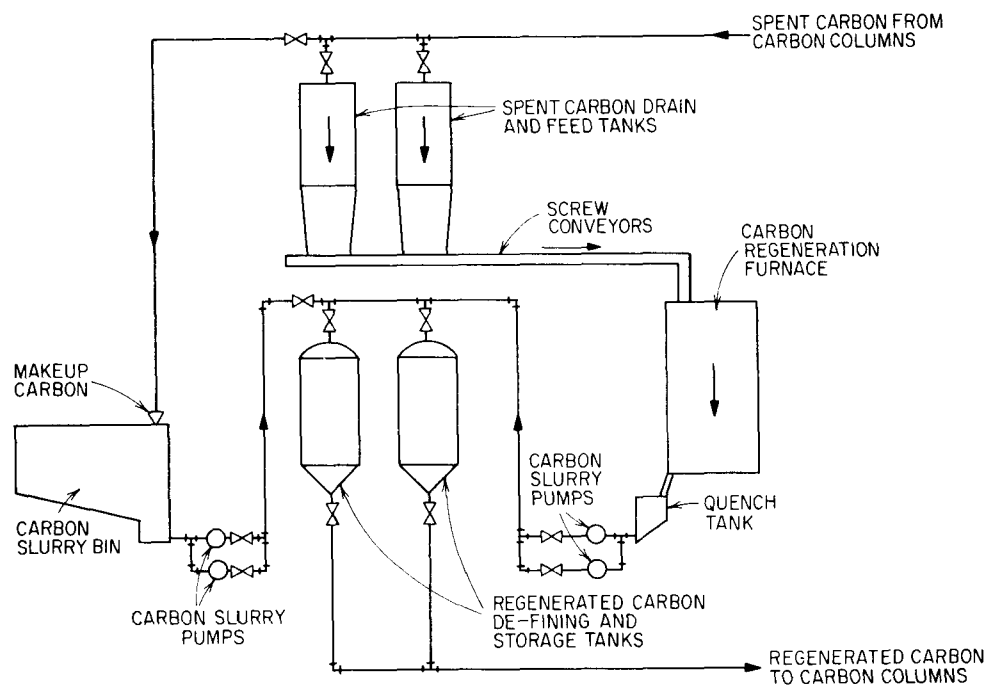 SPENT CARBON FROM
CARBON COLUMNS
SPENT CARBON DRAIN
AND FEED TANKS
SCREW
CONVEYORS
CARBON
REGENERATION
FURNACE
MAKEUP
CARBON
CARBON
SLURRY BIN
CARBON
SLURRY
PUMPS
QUENCH
TANK
CARBON SLURRY
PUMPS
REGENERATED CARBON
DE-FINING AND
STORAGE TANKS
REGENERATED CARBON
TO CARBON COLUMNS